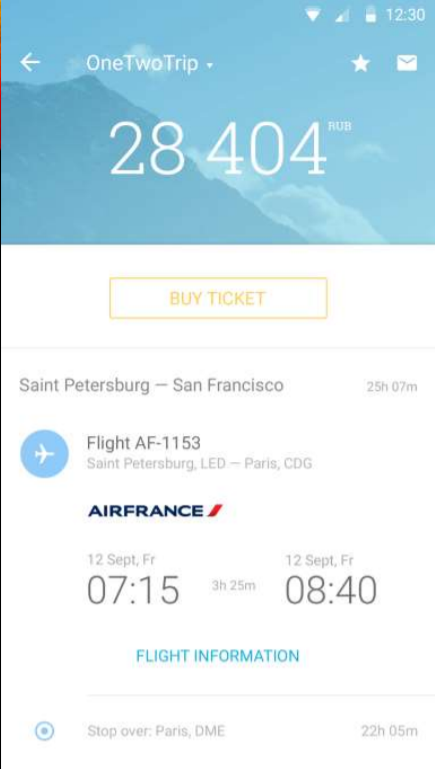 12:30
OneTwoTrip
28 404 RUB
BUY TICKET
Saint Petersburg — San Francisco 25h 07m
Flight AF-1153
Saint Petersburg, LED — Paris, CDG
AIRFRANCE
12 Sept, Fr 12 Sept, Fr
07:15 3h 25m 08:40
FLIGHT INFORMATION
Stop over: Paris, DME 22h 05m